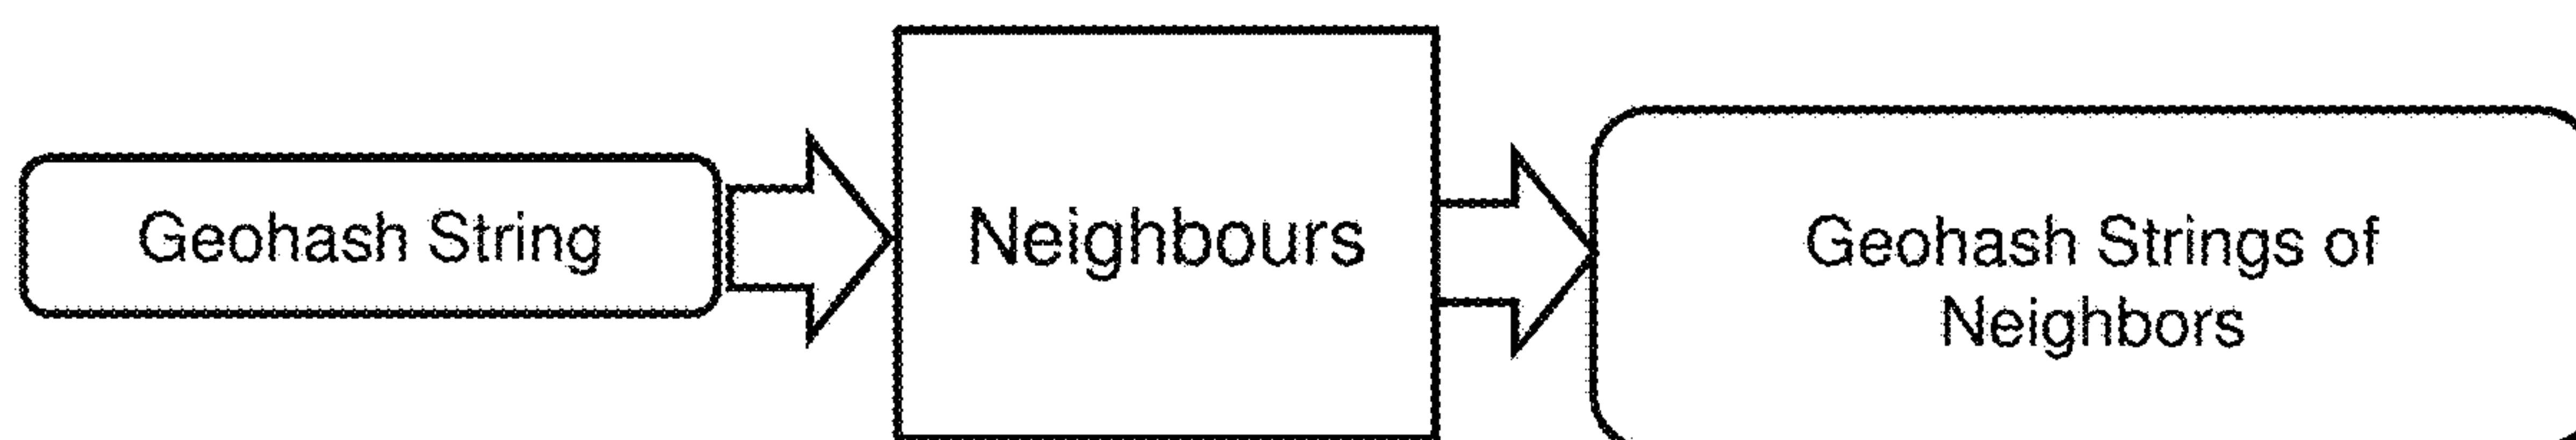 Geohash String
Neighbours
Geohash Strings of
Neighbors